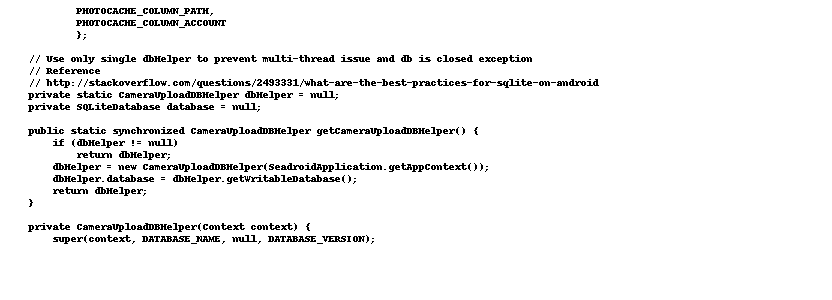 PHOTOCACHE_COLUMN_PATH,
PHOTOCACHE_COLUMN_ACCOUNT
};
// Use only single dbHelper to prevent multi-thread issue and db is closed exception
// Reference
// http://stackoverflow.com/questions/2493331/what-are-the-best-practices-for-sqlite-on-android
private static CameraUploadDBHelper dbHelper = null;
private SQLiteDatabase database = null;
public static synchronized CameraUploadDBHelper getCameraUploadDBHelper() {
if (dbHelper != null)
return dbHelper;
dbHelper = new CameraUploadDBHelper(SeadroidApplication.getAppContext());
dbHelper.database = dbHelper.getWritableDatabase();
return dbHelper;
}
private CameraUploadDBHelper(Context context) {
super(context, DATABASE_NAME, null, DATABASE_VERSION);